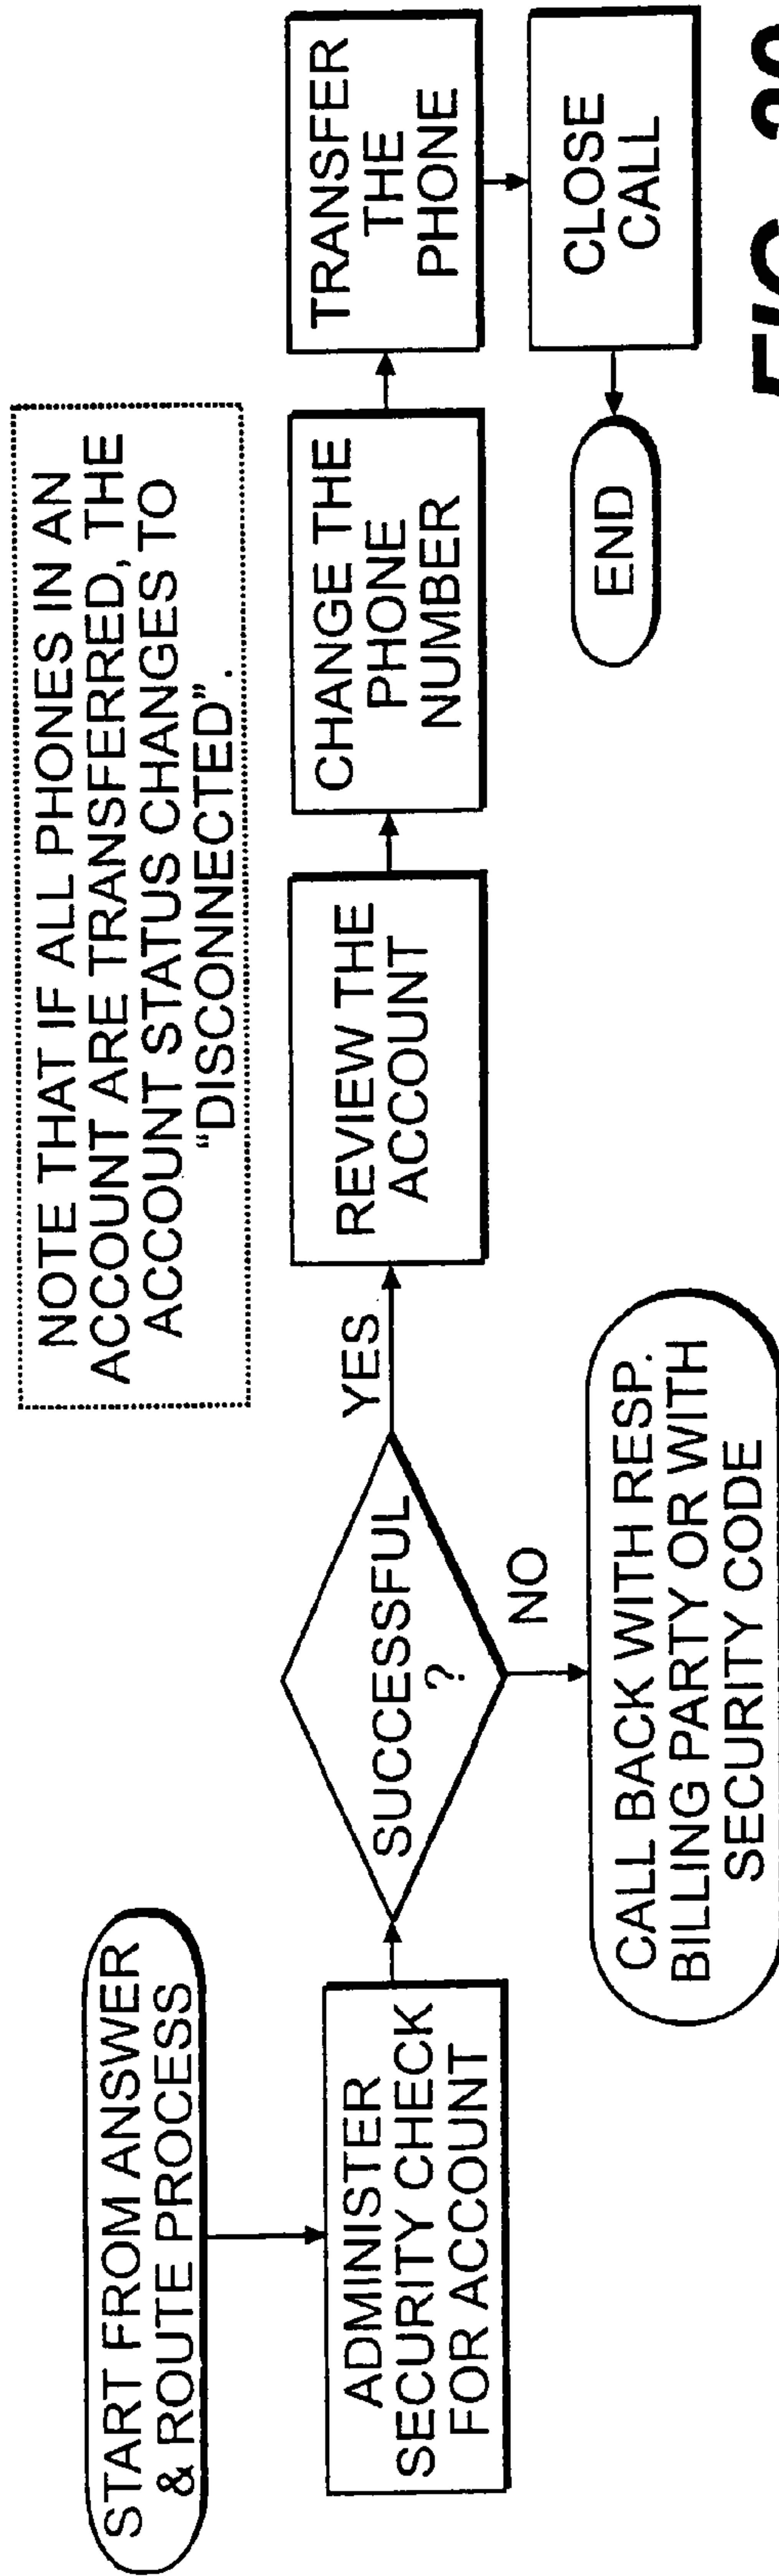 START FROM ANSWER
& ROUTE PROCESS
ADMINISTER
SECURITY CHECK
FOR ACCOUNT
SUCCESSFUL
?
YES
NO
CALL BACK WITH RESP.
BILLING PARTY OR WITH
SECURITY CODE
REVIEW THE
ACCOUNT
NOTE THAT IF ALL PHONES IN AN
ACCOUNT ARE TRANSFERRED, THE
ACCOUNT STATUS CHANGES TO
“DISCONNECTED”.
CHANGE THE
PHONE
NUMBER
TRANSFER
THE
PHONE
CLOSE
CALL
END
FIG.